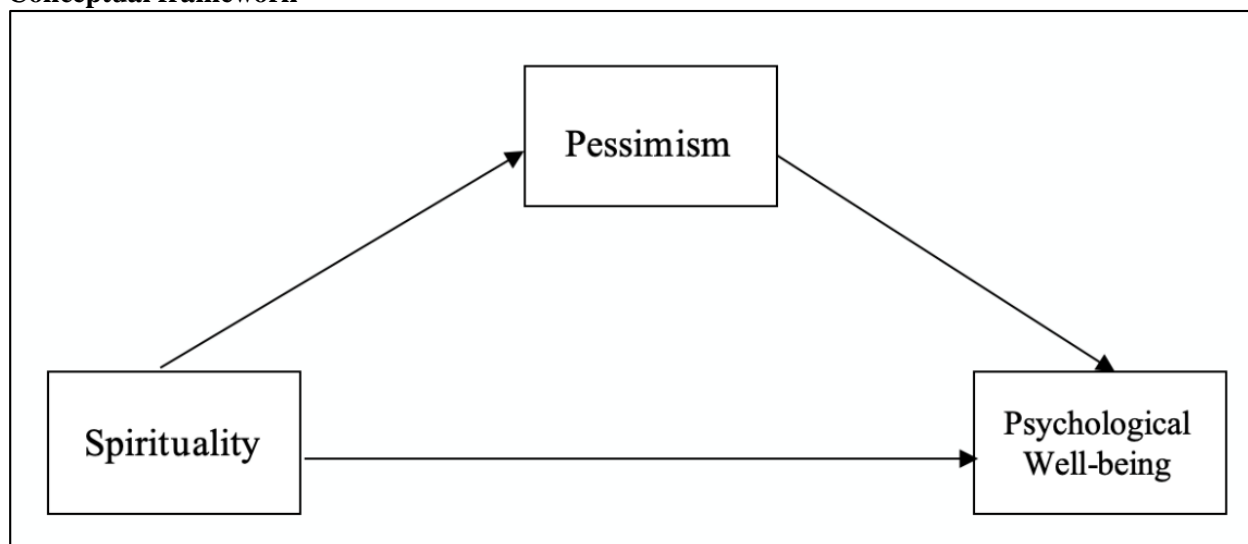 Conceptual framework
Pessimism
Spirituality
Psychological
Well-being